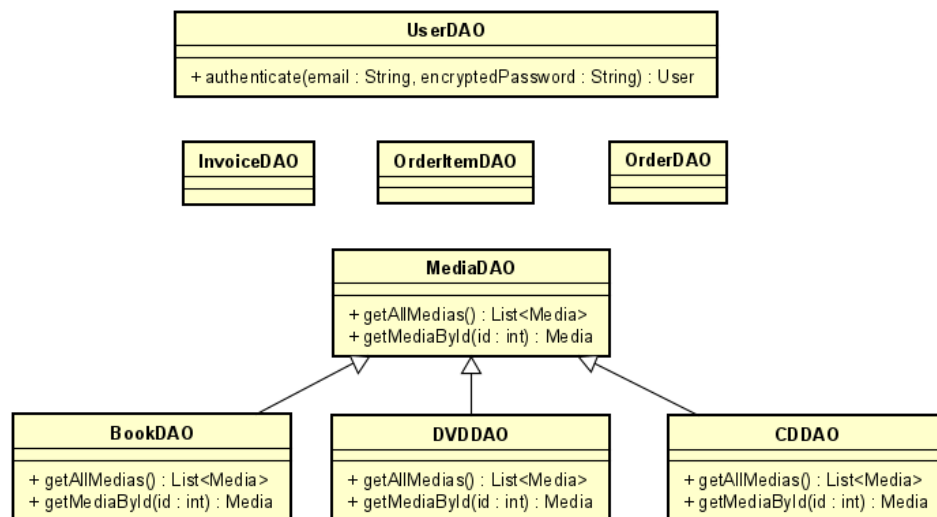 UserDAO
+ authenticate(email : String, encryptedPassword : String) : User
InvoiceDAO
OrderItemDAO
OrderDAO
MediaDAO
+ getAllMedias() : List<Media>
+ getMediaById(id : int) : Media
BookDAO
+ getAllMedias() : List<Media>
+ getMediaById(id : int) : Media
DVDDAO
+ getAllMedias() : List<Media>
+ getMediaById(id : int) : Media
CDDAO
+ getAllMedias() : List<Media>
+ getMediaById(id : int) : Media